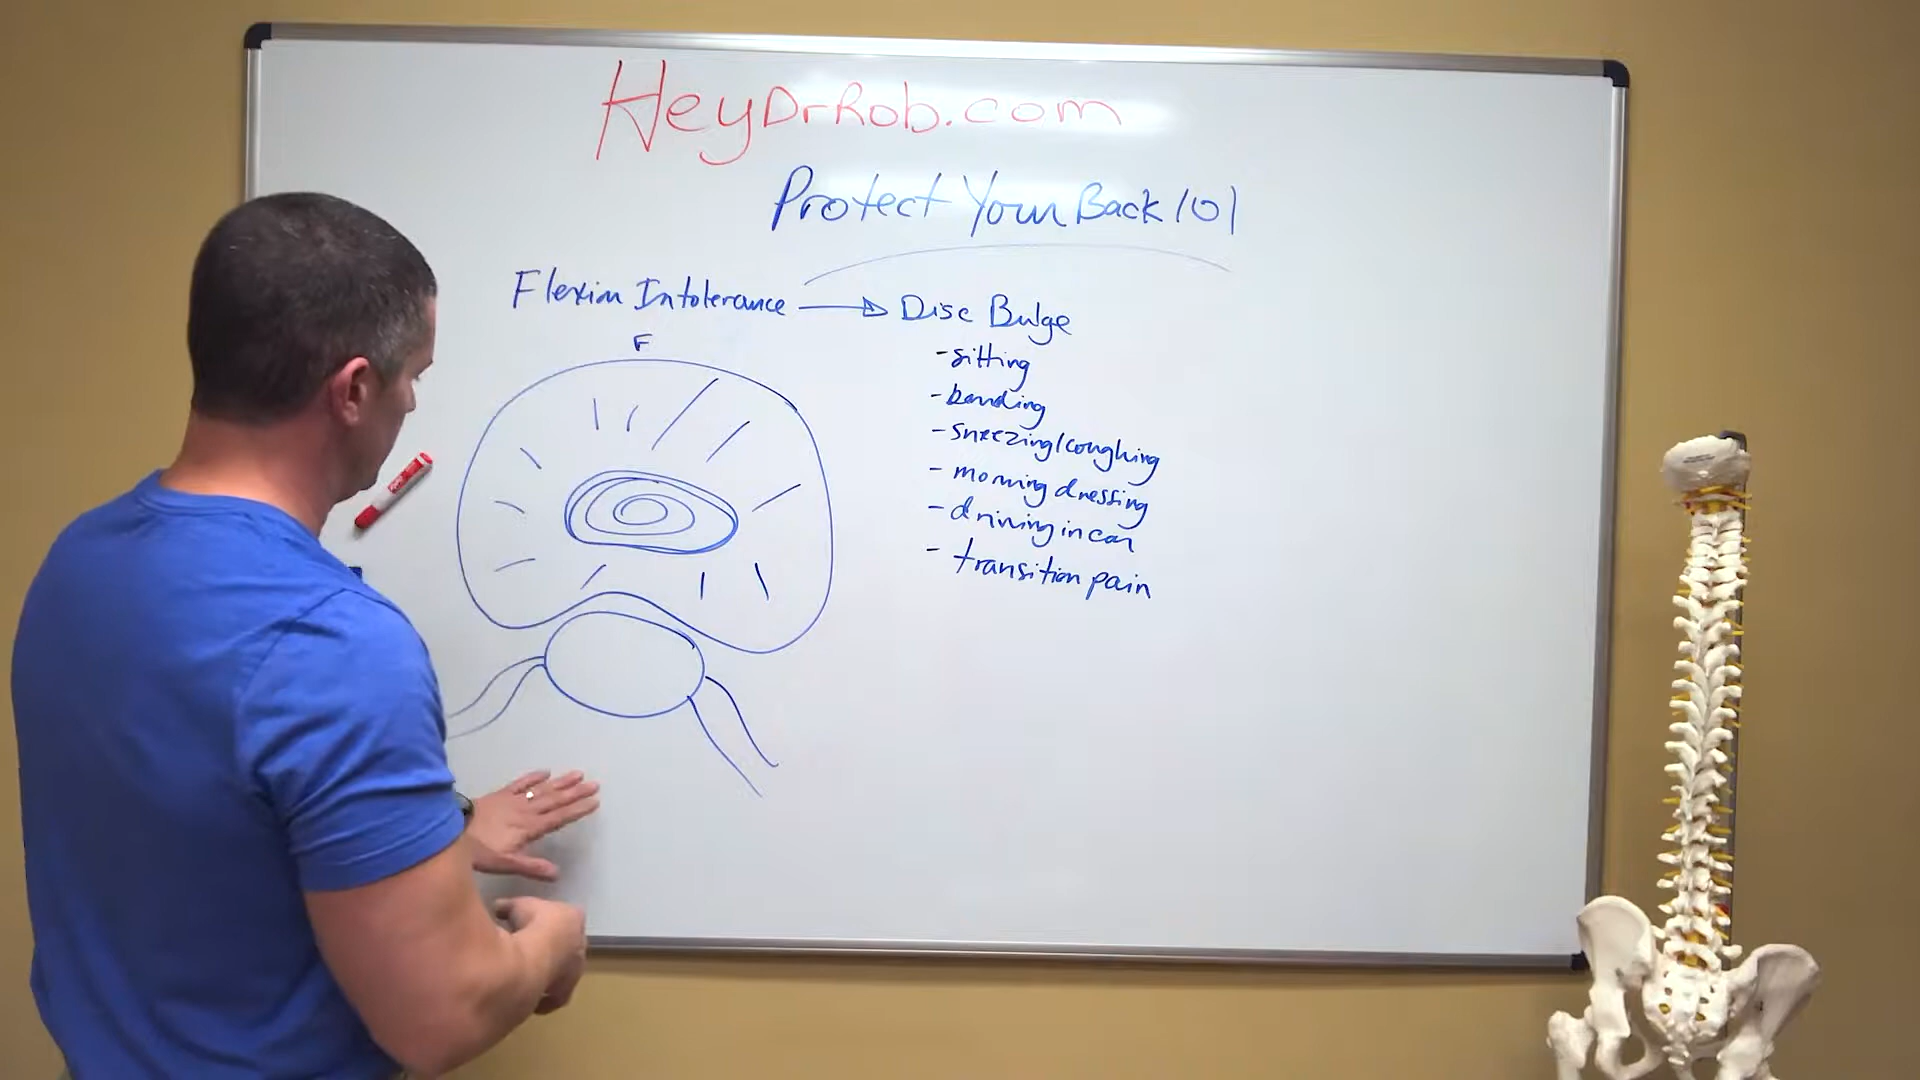 HeyDrRob.com
Protect Your Back 101
Flexion Intolerance → Disc Bulge
F
- sitting
- bending
- sneezing/coughing
- morning dressing
- driving in car
- transition pain